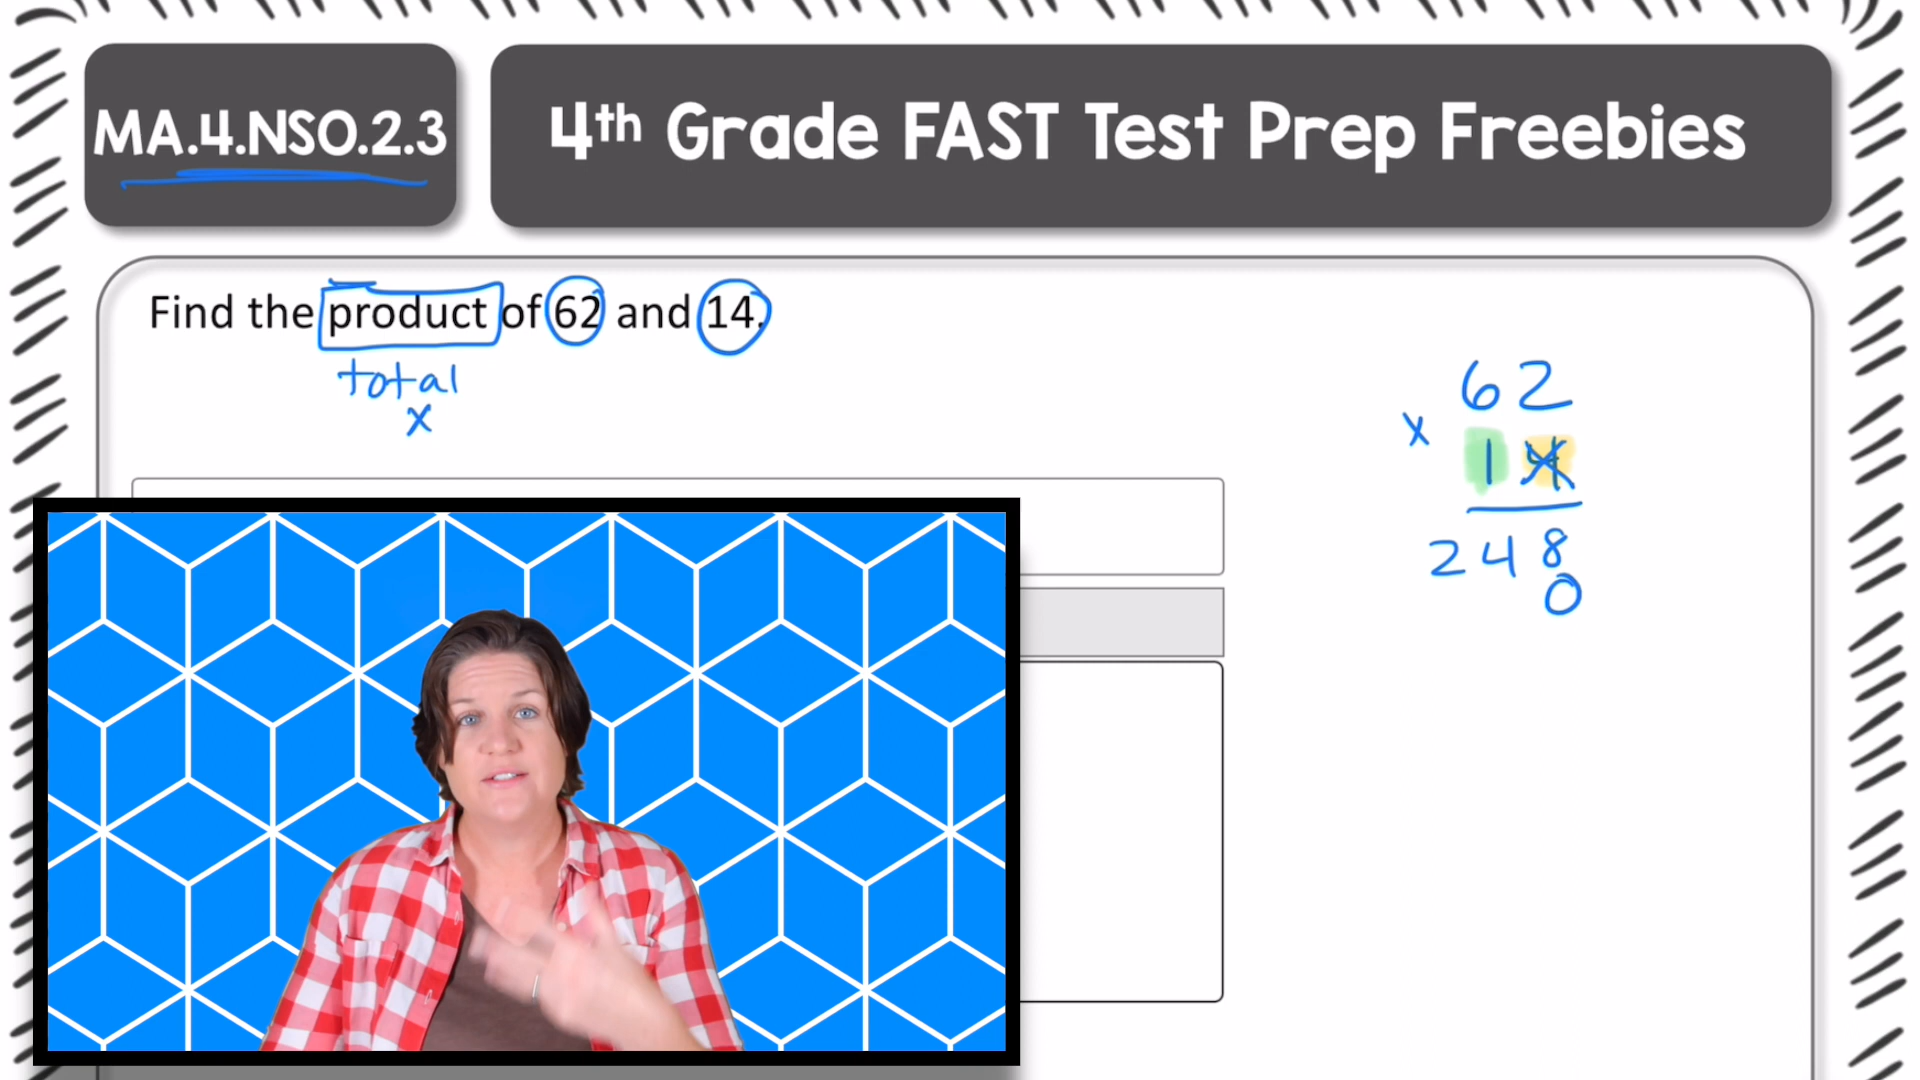 MA.4.NSO.2.3
4th Grade FAST Test Prep Freebies
Find the product of 62 and 14.
total
x
62
x 14
248
0